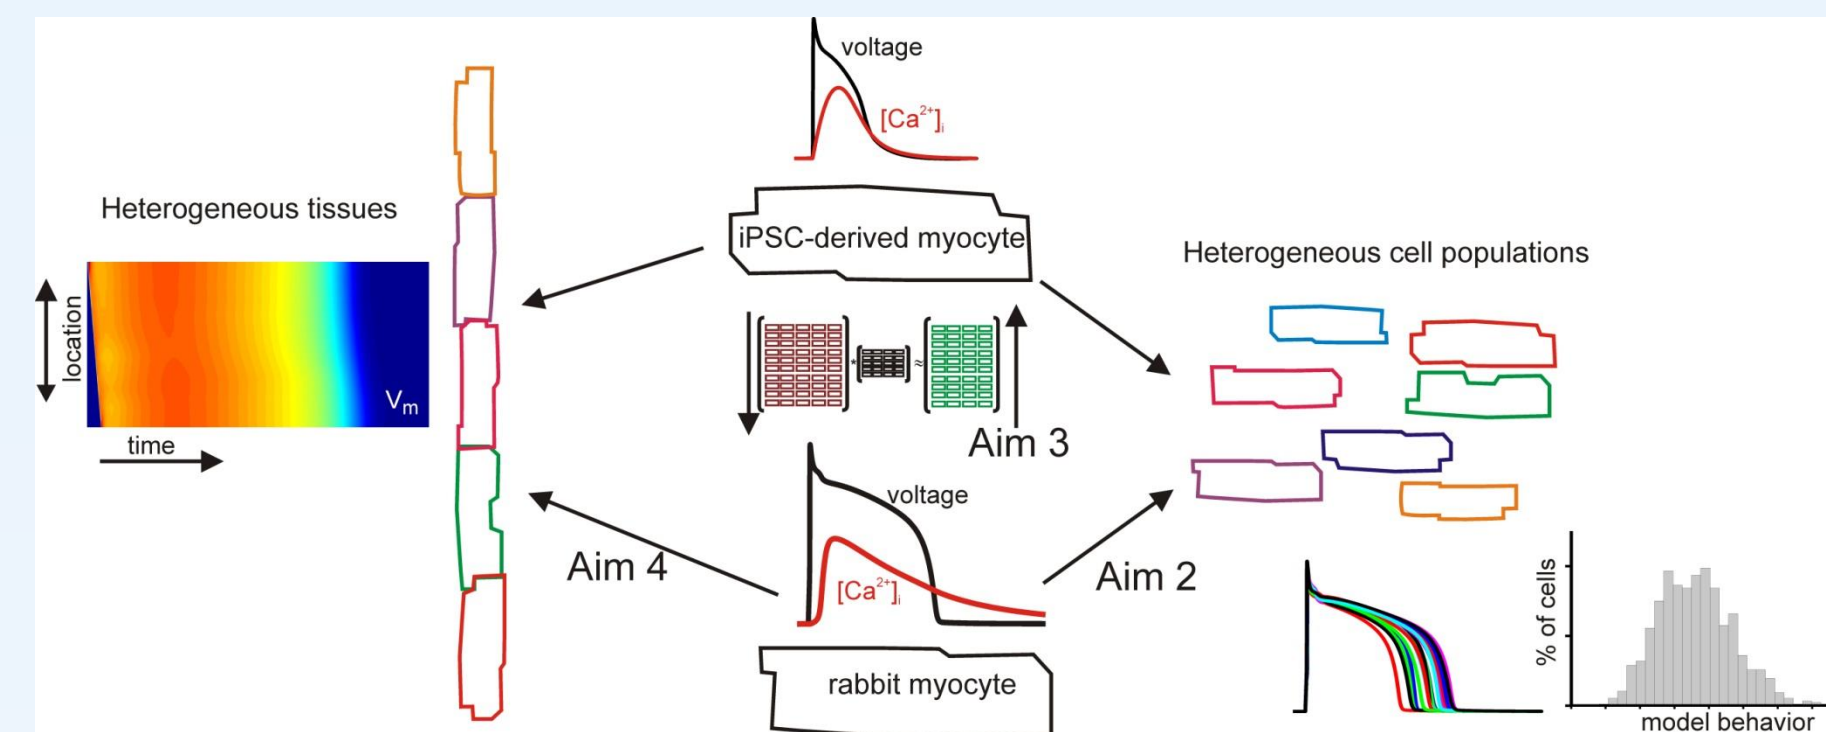 voltage
[Ca²⁺]ᵢ
Heterogeneous tissues
iPSC-derived myocyte
Heterogeneous cell populations
location
* ≈
Vₘ
time
Aim 3
voltage
Aim 4
[Ca²⁺]ᵢ
Aim 2
% of cells
rabbit myocyte
model behavior